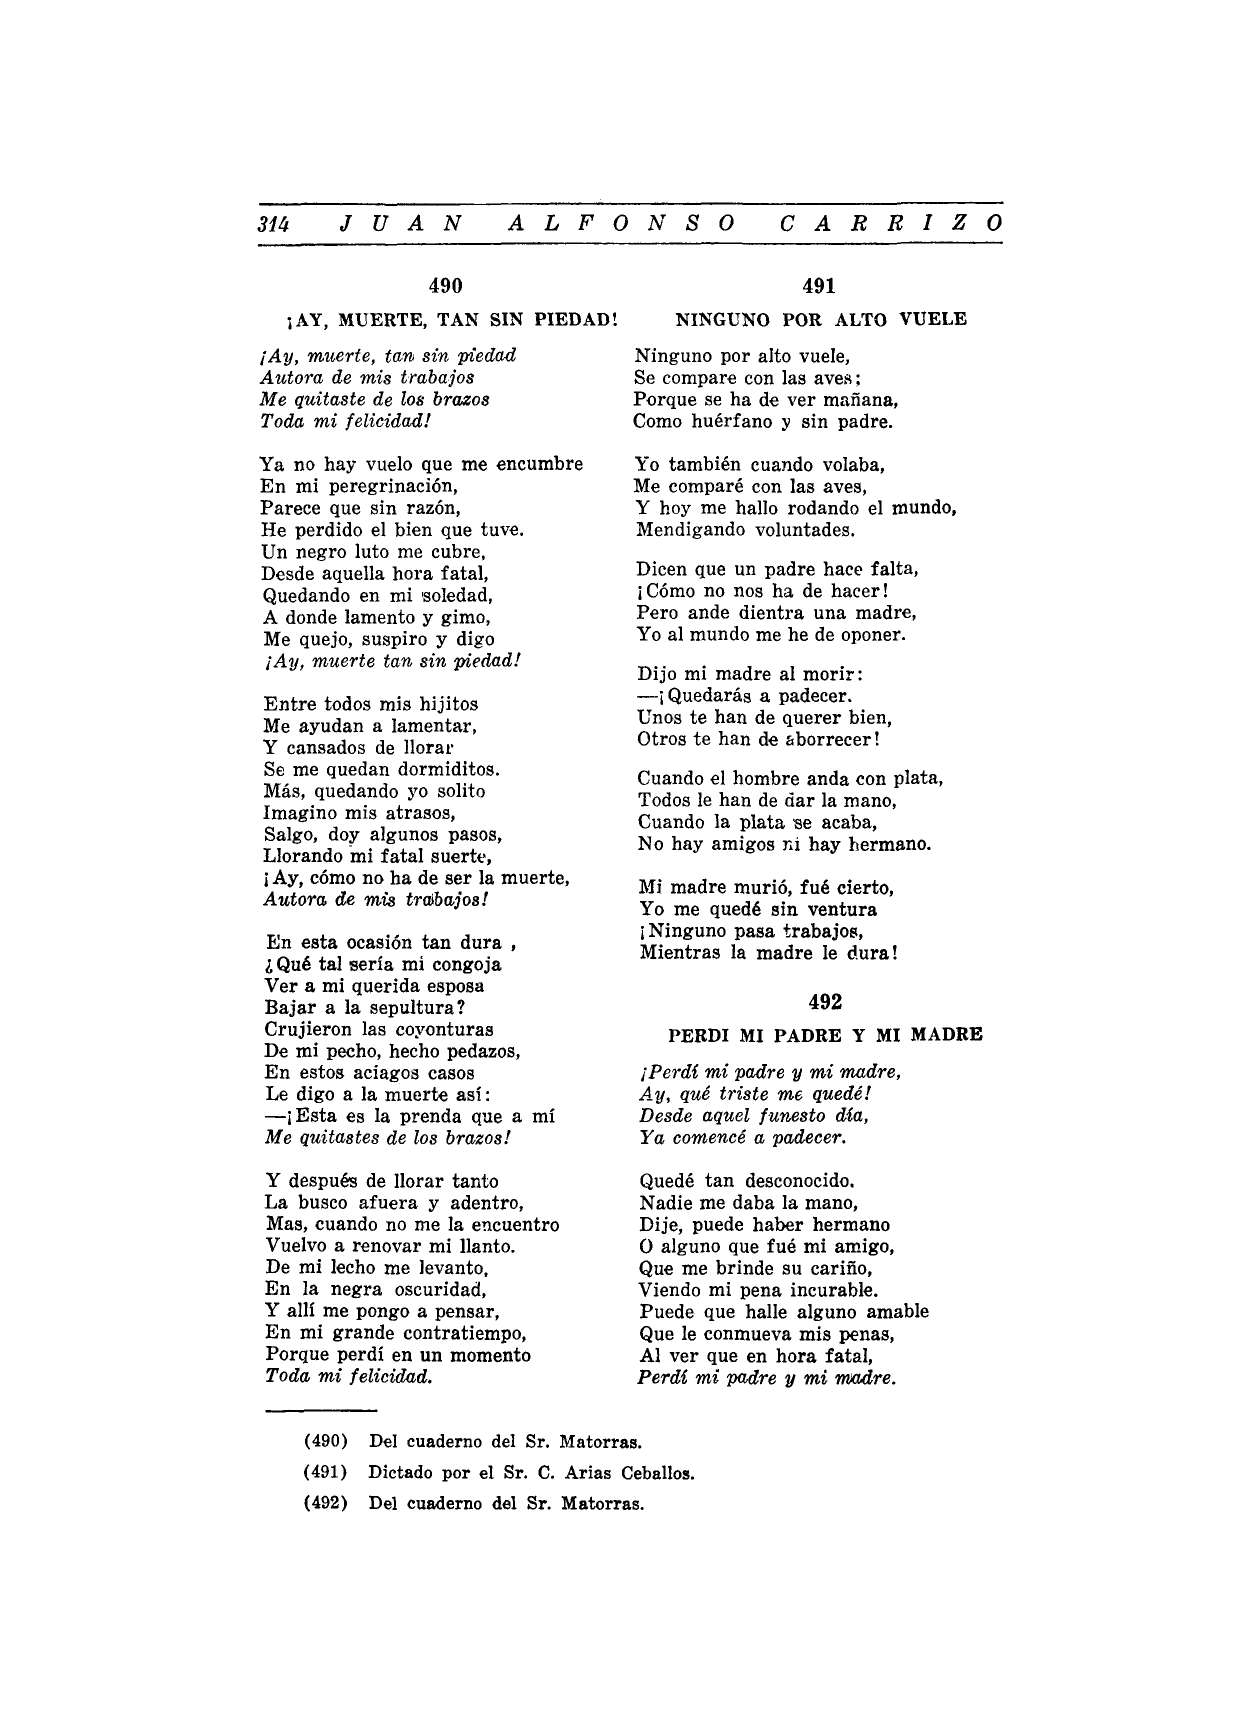 314 JUAN ALFONSO CARRIZO
490
¡AY, MUERTE, TAN SIN PIEDAD!
¡Ay, muerte, tan sin piedad
Autora de mis trabajos
Me quitaste de los brazos
Toda mi felicidad!
Ya no hay vuelo que me encumbre
En mi peregrinación,
Parece que sin razón,
He perdido el bien que tuve.
Un negro luto me cubre,
Desde aquella hora fatal,
Quedando en mi soledad,
A donde lamento y gimo,
Me quejo, suspiro y digo
¡Ay, muerte tan sin piedad!
Entre todos mis hijitos
Me ayudan a lamentar,
Y cansados de llorar
Se me quedan dormiditos.
Más, quedando yo solito
Imagino mis atrasos,
Salgo, doy algunos pasos,
Llorando mi fatal suerte,
¡Ay, cómo no ha de ser la muerte,
Autora de mis trabajos!
En esta ocasión tan dura ,
¿Qué tal sería mi congoja
Ver a mi querida esposa
Bajar a la sepultura?
Crujieron las coyonturas
De mi pecho, hecho pedazos,
En estos aciagos casos
Le digo a la muerte así:
—¡Esta es la prenda que a mí
Me quitastes de los brazos!
Y después de llorar tanto
La busco afuera y adentro,
Mas, cuando no me la encuentro
Vuelvo a renovar mi llanto.
De mi lecho me levanto,
En la negra oscuridad,
Y allí me pongo a pensar,
En mi grande contratiempo,
Porque perdí en un momento
Toda mi felicidad.
491
NINGUNO POR ALTO VUELE
Ninguno por alto vuele,
Se compare con las aves;
Porque se ha de ver mañana,
Como huérfano y sin padre.
Yo también cuando volaba,
Me comparé con las aves,
Y hoy me hallo rodando el mundo,
Mendigando voluntades.
Dicen que un padre hace falta,
¡Cómo no nos ha de hacer!
Pero ande dientra una madre,
Yo al mundo me he de oponer.
Dijo mi madre al morir:
—¡Quedarás a padecer.
Unos te han de querer bien,
Otros te han de aborrecer!
Cuando el hombre anda con plata,
Todos le han de dar la mano,
Cuando la plata se acaba,
No hay amigos ni hay hermano.
Mi madre murió, fué cierto,
Yo me quedé sin ventura
¡Ninguno pasa trabajos,
Mientras la madre le dura!
492
PERDI MI PADRE Y MI MADRE
¡Perdí mi padre y mi madre,
Ay, qué triste me quedé!
Desde aquel funesto día,
Ya comencé a padecer.
Quedé tan desconocido.
Nadie me daba la mano,
Dije, puede haber hermano
O alguno que fué mi amigo,
Que me brinde su cariño,
Viendo mi pena incurable.
Puede que halle alguno amable
Que le conmueva mis penas,
Al ver que en hora fatal,
Perdí mi padre y mi madre.
(490) Del cuaderno del Sr. Matorras.
(491) Dictado por el Sr. C. Arias Ceballos.
(492) Del cuaderno del Sr. Matorras.